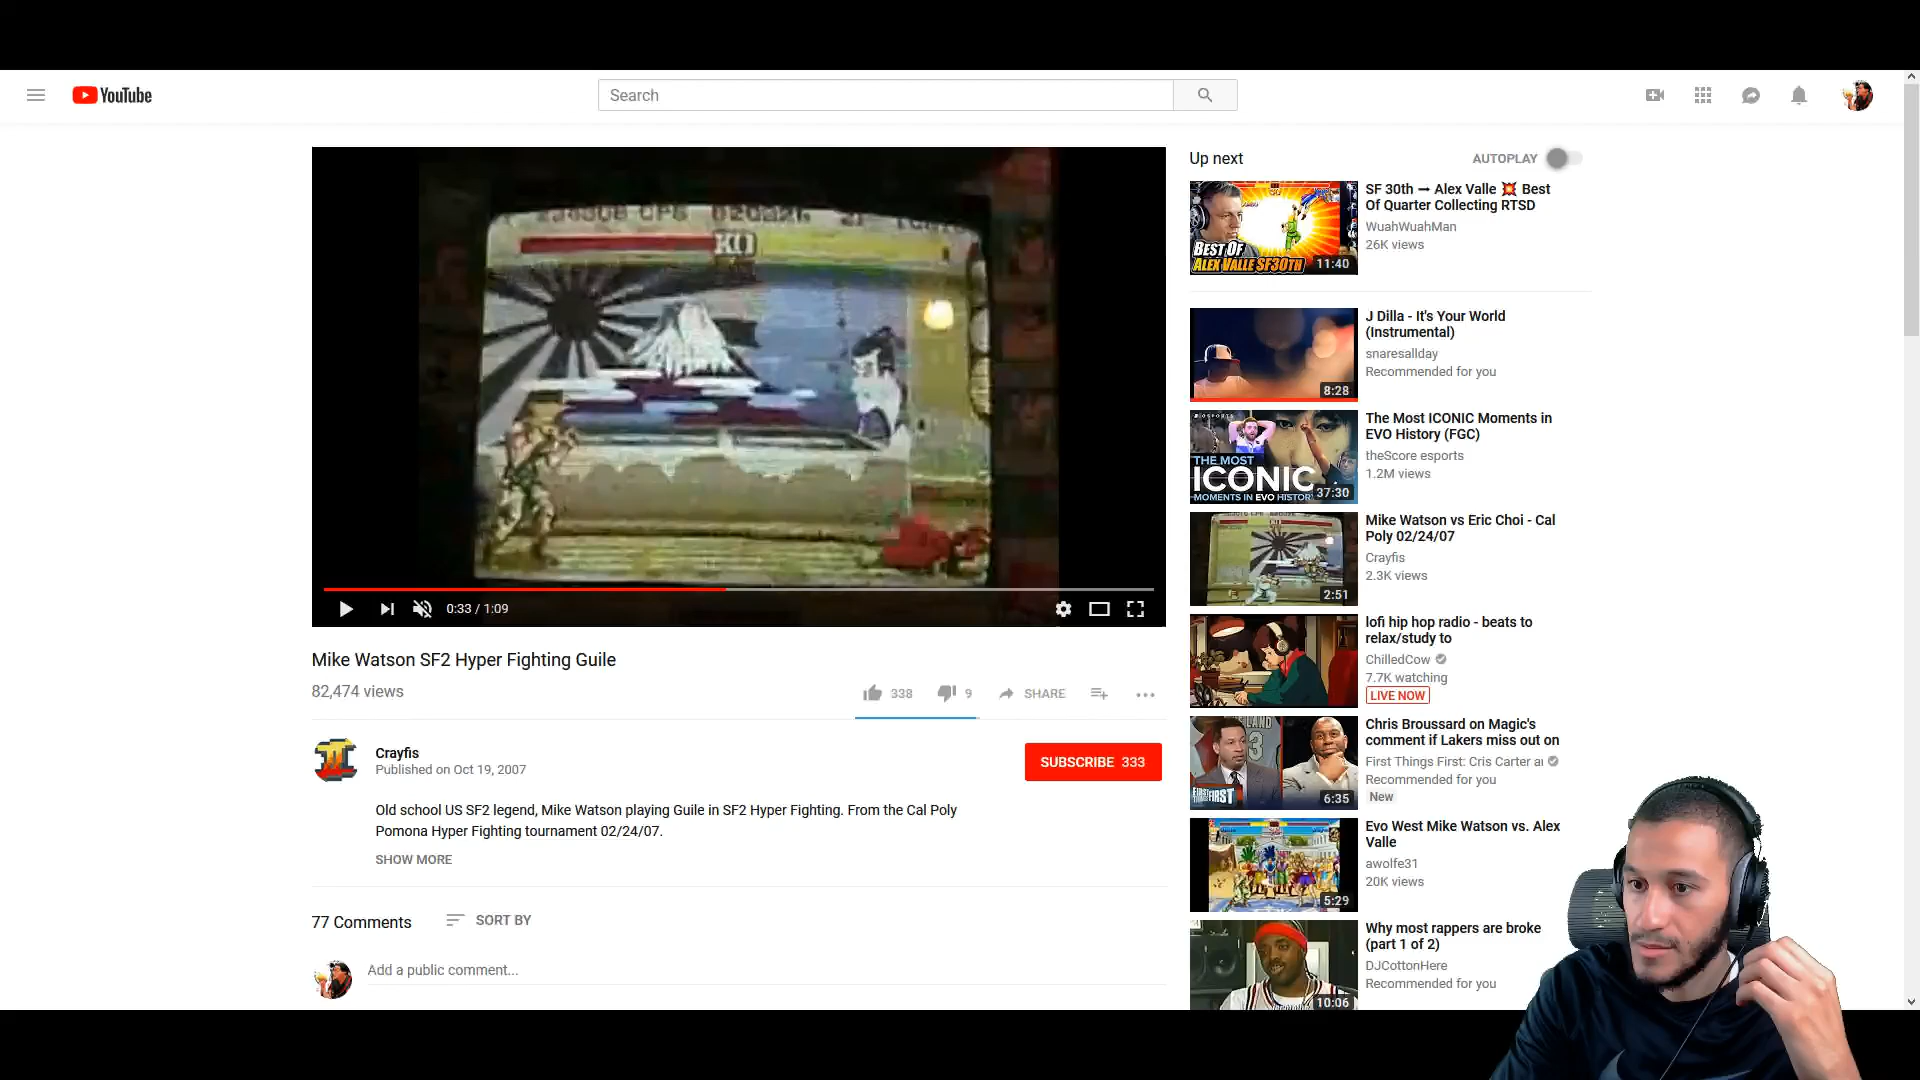 YouTube
Search
KO
0:33 / 1:09
Mike Watson SF2 Hyper Fighting Guile
82,474 views
338
9
SHARE
Crayfis
Published on Oct 19, 2007
SUBSCRIBE 333
Old school US SF2 legend, Mike Watson playing Guile in SF2 Hyper Fighting. From the Cal Poly
Pomona Hyper Fighting tournament 02/24/07.
SHOW MORE
77 Comments
SORT BY
Add a public comment...
Up next
AUTOPLAY
BEST OF
ALEX VALLE SF30TH
11:40
SF 30th → Alex Valle 💥 Best
Of Quarter Collecting RTSD
WuahWuahMan
26K views
8:28
J Dilla - It's Your World
(Instrumental)
snaresallday
Recommended for you
THE MOST
ICONIC
MOMENTS IN EVO HISTOR
37:30
The Most ICONIC Moments in
EVO History (FGC)
theScore esports
1.2M views
2:51
Mike Watson vs Eric Choi - Cal
Poly 02/24/07
Crayfis
2.3K views
lofi hip hop radio - beats to
relax/study to
ChilledCow
7.7K watching
LIVE NOW
FIRST
6:35
Chris Broussard on Magic's
comment if Lakers miss out on
First Things First: Cris Carter a
Recommended for you
New
5:29
Evo West Mike Watson vs. Alex
Valle
awolfe31
20K views
10:06
Why most rappers are broke
(part 1 of 2)
DJCottonHere
Recommended for you